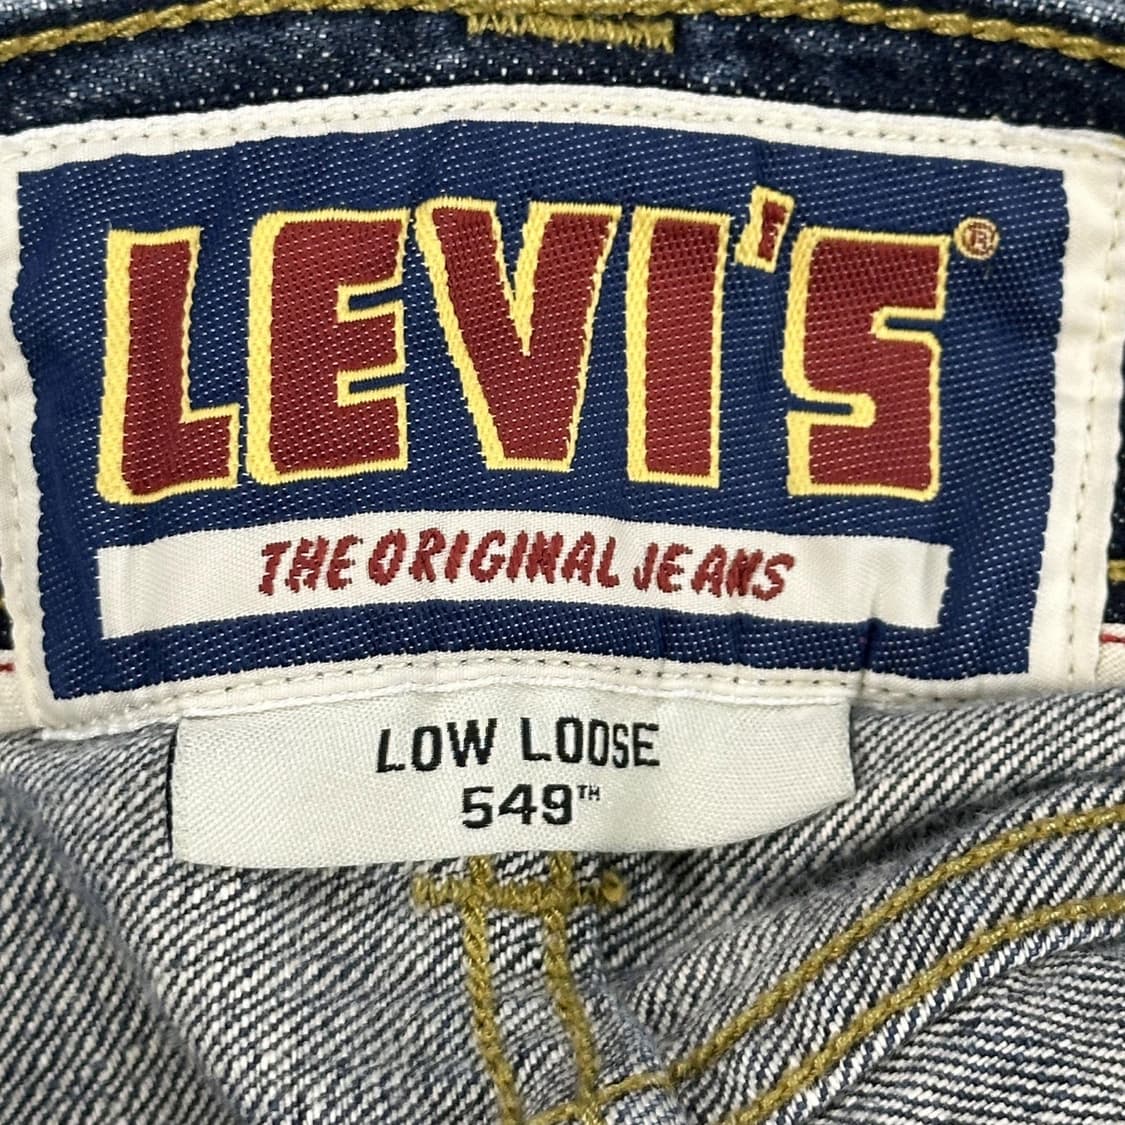 LEVI'S®
THE ORIGINAL JEANS
LOW LOOSE
549™